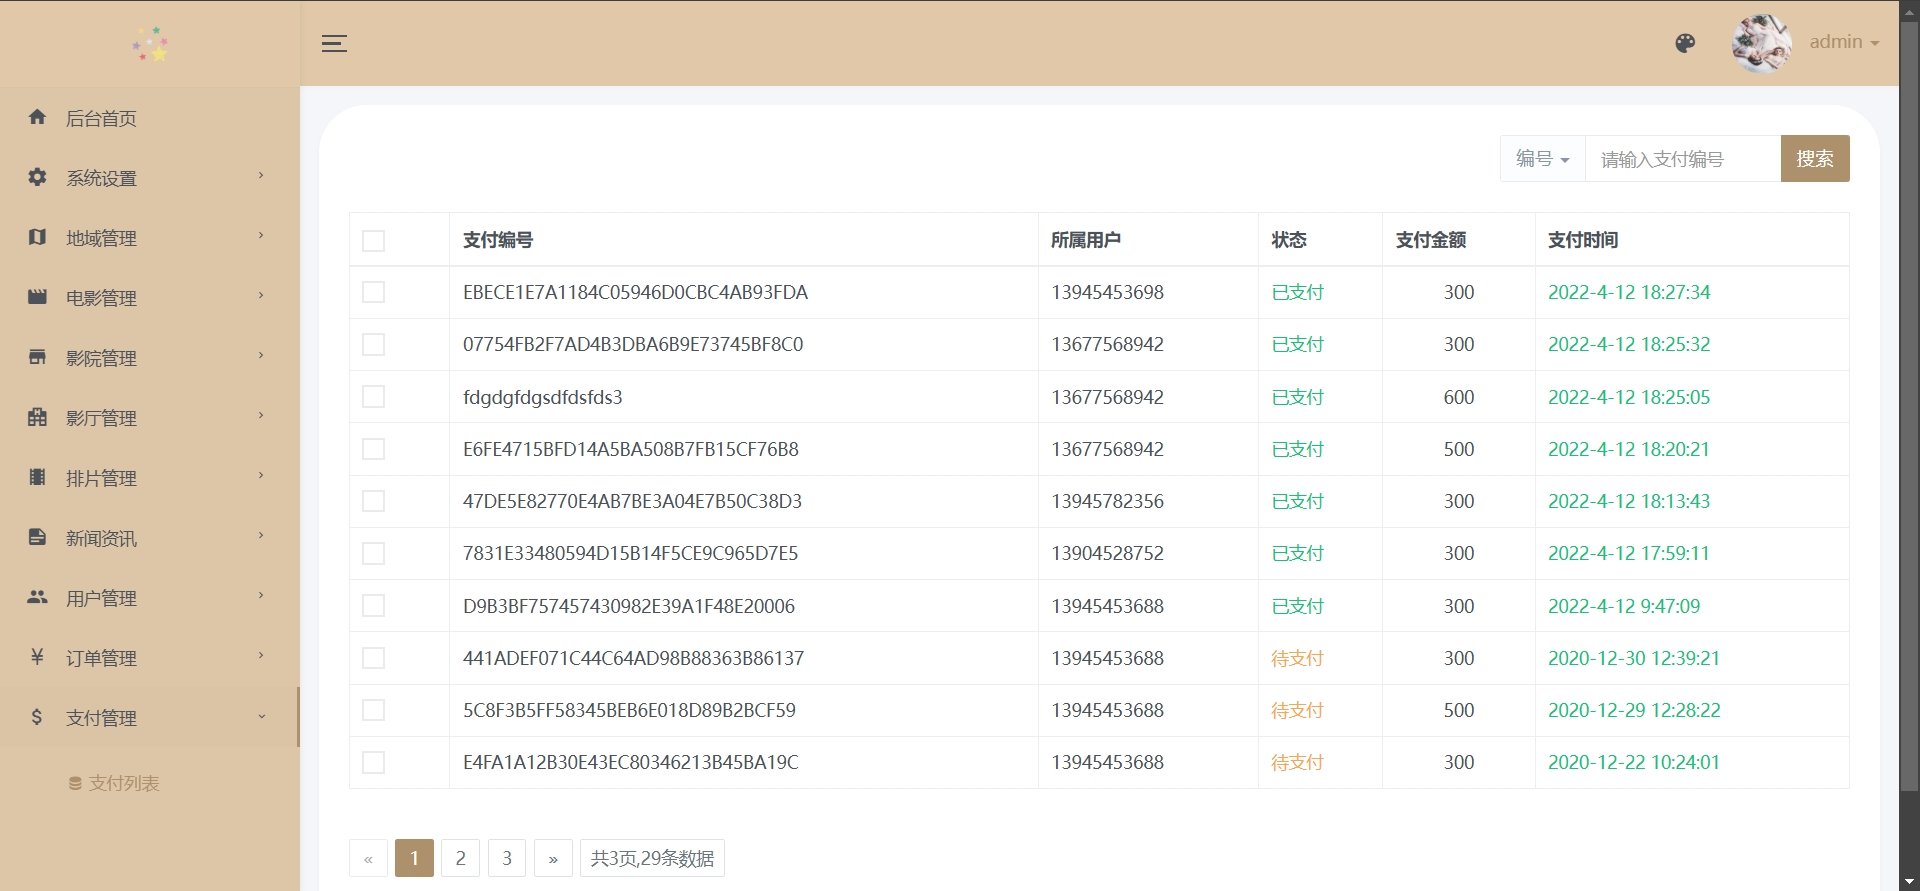 admin
后台首页
系统设置
地域管理
电影管理
影院管理
影厅管理
排片管理
新闻资讯
用户管理
¥ 订单管理
$ 支付管理
支付列表
编号 请输入支付编号 搜索
支付编号 所属用户 状态 支付金额 支付时间
EBECE1E7A1184C05946D0CBC4AB93FDA 13945453698 已支付 300 2022-4-12 18:27:34
07754FB2F7AD4B3DBA6B9E73745BF8C0 13677568942 已支付 300 2022-4-12 18:25:32
fdgdgfdgsdfdsfds3 13677568942 已支付 600 2022-4-12 18:25:05
E6FE4715BFD14A5BA508B7FB15CF76B8 13677568942 已支付 500 2022-4-12 18:20:21
47DE5E82770E4AB7BE3A04E7B50C38D3 13945782356 已支付 300 2022-4-12 18:13:43
7831E33480594D15B14F5CE9C965D7E5 13904528752 已支付 300 2022-4-12 17:59:11
D9B3BF757457430982E39A1F48E20006 13945453688 已支付 300 2022-4-12 9:47:09
441ADEF071C44C64AD98B88363B86137 13945453688 待支付 300 2020-12-30 12:39:21
5C8F3B5FF58345BEB6E018D89B2BCF59 13945453688 待支付 500 2020-12-29 12:28:22
E4FA1A12B30E43EC80346213B45BA19C 13945453688 待支付 300 2020-12-22 10:24:01
« 1 2 3 » 共3页,29条数据